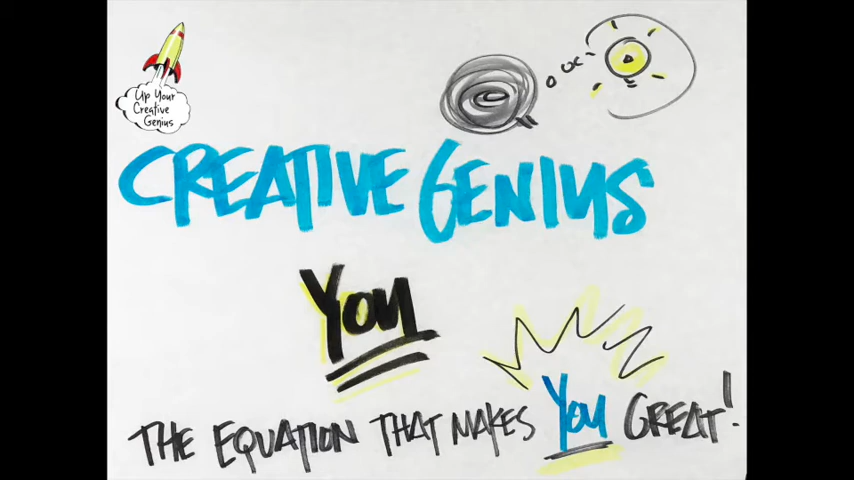 Up Your
Creative
Genius
CREATIVE GENIUS
You
THE EQUATION THAT MAKES You GREAT!